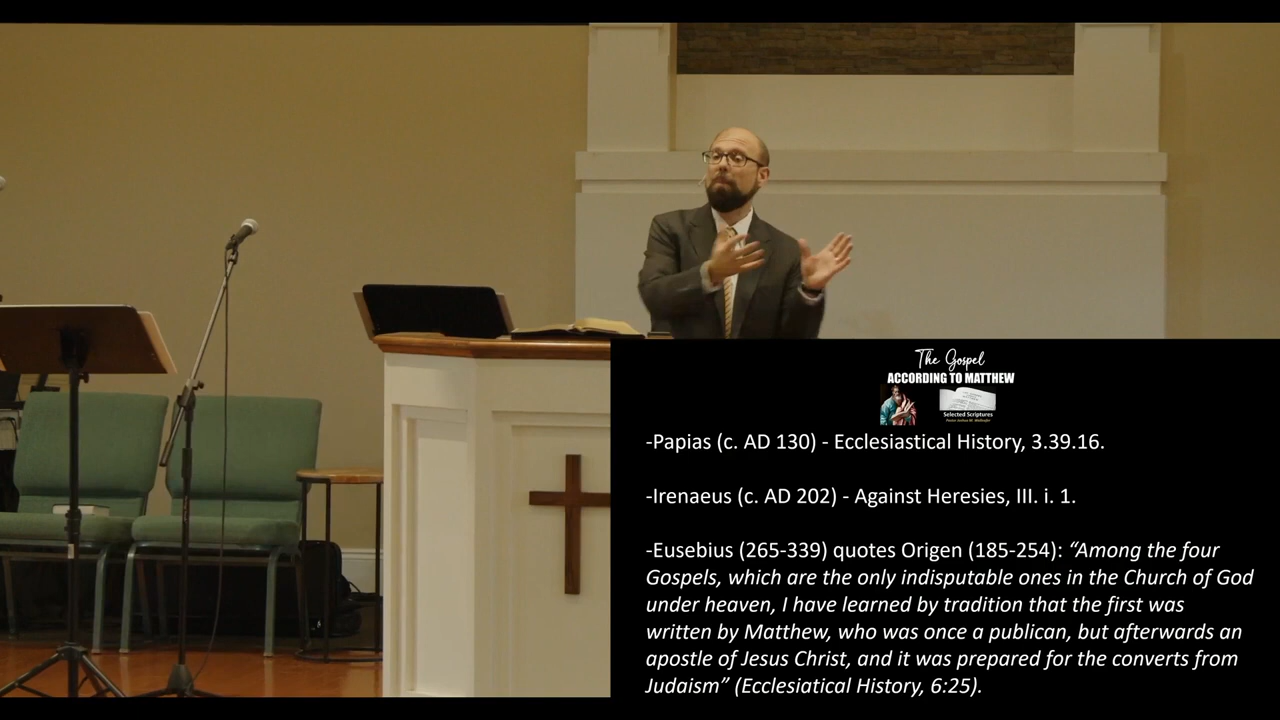 The Gospel
ACCORDING TO MATTHEW
Selected Scriptures
-Papias (c. AD 130) - Ecclesiastical History, 3.39.16.
-Irenaeus (c. AD 202) - Against Heresies, III. i. 1.
-Eusebius (265-339) quotes Origen (185-254): “Among the four
Gospels, which are the only indisputable ones in the Church of God
under heaven, I have learned by tradition that the first was
written by Matthew, who was once a publican, but afterwards an
apostle of Jesus Christ, and it was prepared for the converts from
Judaism” (Ecclesiatical History, 6:25).